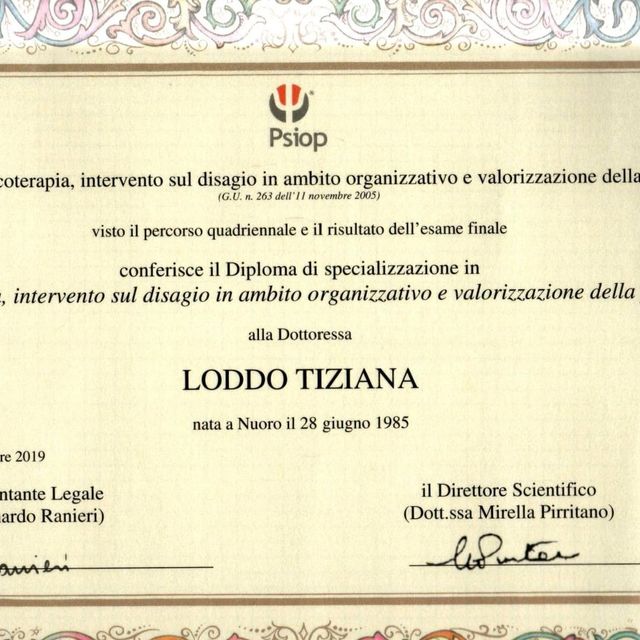 Psiop
coterapia, intervento sul disagio in ambito organizzativo e valorizzazione della
(G.U. n. 263 dell'11 novembre 2005)
visto il percorso quadriennale e il risultato dell'esame finale
conferisce il Diploma di specializzazione in
, intervento sul disagio in ambito organizzativo e valorizzazione della
alla Dottoressa
LODDO TIZIANA
nata a Nuoro il 28 giugno 1985
re 2019
ntante Legale
ardo Ranieri)
il Direttore Scientifico
(Dott.ssa Mirella Pirritano)